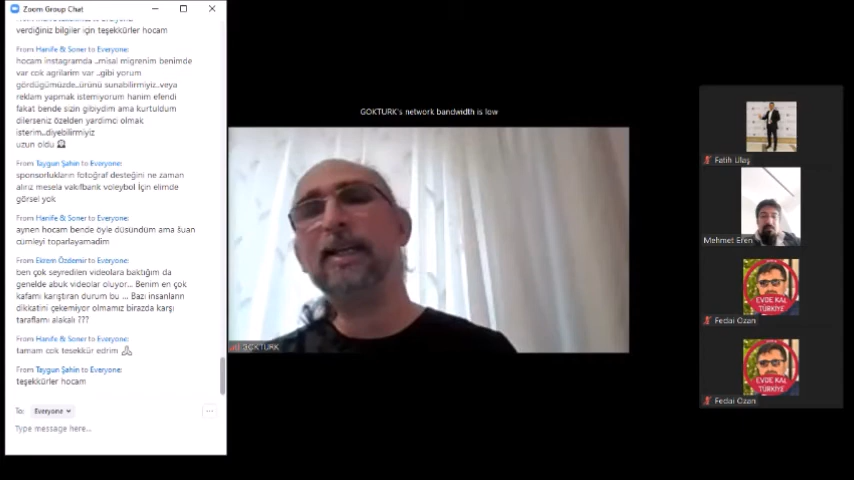 Zoom Group Chat
verdiğiniz bilgiler için teşekkürler hocam
From Hanife & Soner to Everyone:
hocam instagramda ..misal migrenim benimde
var cok agrilarim var ..gibi yorum
gördügümüzde..ürünü sunabilirmiyiz..veya
reklam yapmak istemiyorum hanim efendi
fakat bende sizin gibiydim ama kurtuldum
dilerseniz özelden yardımcı olmak
isterim..diyebilirmiyiz
uzun oldu
From Taygun Şahin to Everyone:
sponsorlukların fotoğraf desteğini ne zaman
alırız mesela vakıfbank voleybol İçin elimde
görsel yok
From Hanife & Soner to Everyone:
aynen hocam bende öyle düsündüm ama suan
cümleyi toparlayamadim
From Ekrem Özdemir to Everyone:
ben çok seyredilen videolara baktığım da
genelde abuk videolar oluyor... Benim en çok
kafamı karıştıran durum bu ... Bazı insanların
dikkatini çekemiyor olmamız birazda karşı
taraflamı alakalı ???
From Hanife & Soner to Everyone:
tamam cok tesekkür edrim
From Taygun Şahin to Everyone:
teşekkürler hocam
To: Everyone
Type message here...
GOKTURK's network bandwidth is low
GOKTURK
Fatih Ulaş
Mehmet Eren
EVDE KAL
TÜRKİYE
Fedai Ozan
EVDE KAL
TÜRKİYE
Fedai Ozan